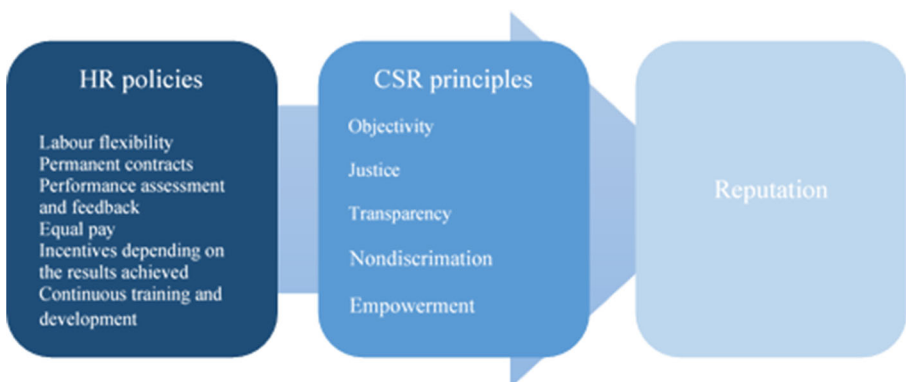 HR policies
Labour flexibility
Permanent contracts
Performance assessment
and feedback
Equal pay
Incentives depending on
the results achieved
Continuous training and
development
CSR principles
Objectivity
Justice
Transparency
Nondiscrimation
Empowerment
Reputation